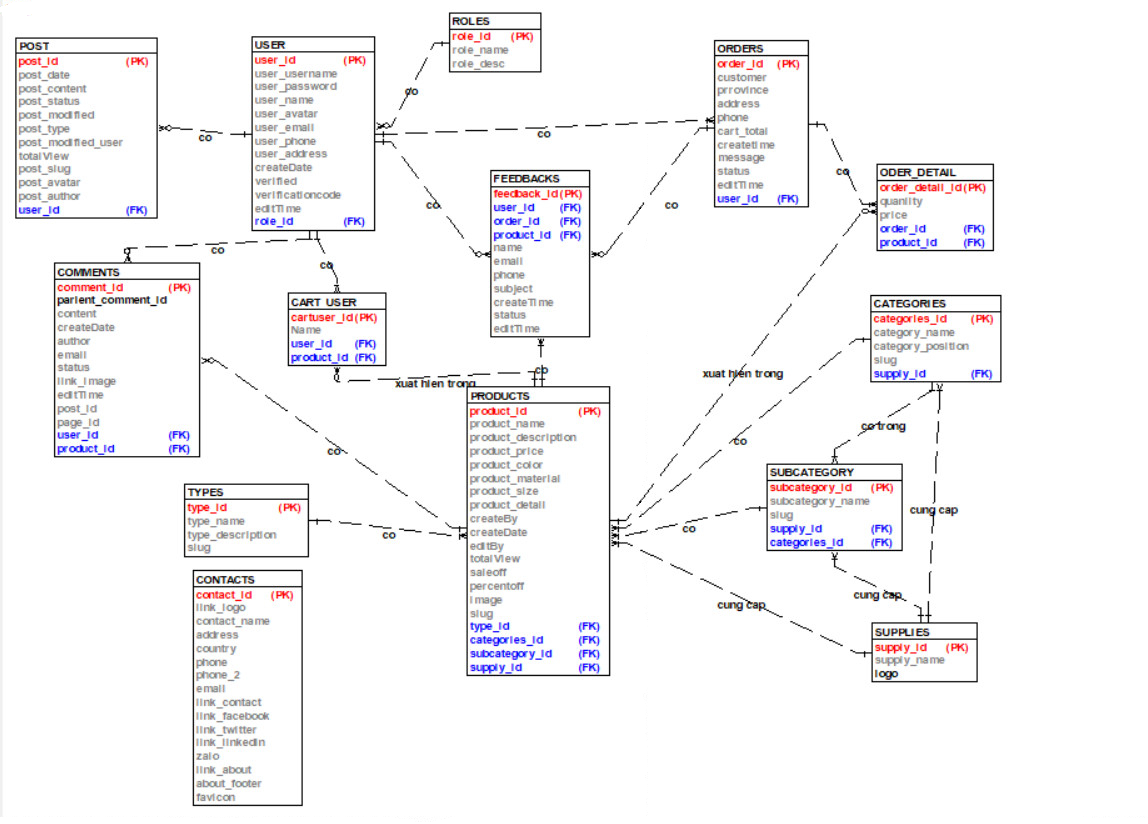 POST
post_id (PK)
post_date
post_content
post_status
post_modified
post_type
post_modified_user
totalView
post_slug
post_avatar
post_author
user_id (FK)
USER
user_id (PK)
user_username
user_password
user_name
user_avatar
user_email
user_phone
user_address
createDate
verified
verificationcode
editTime
role_id (FK)
ROLES
role_id (PK)
role_name
role_desc
ORDERS
order_id (PK)
customer
prrovince
address
phone
cart_total
createtime
message
status
editTime
user_id (FK)
ODER_DETAIL
order_detail_id(PK)
quanlity
price
order_id (FK)
product_id (FK)
FEEDBACKS
feedback_id(PK)
user_id (FK)
order_id (FK)
product_id (FK)
name
email
phone
subject
createTime
status
editTime
co
co
co
co
co
co
co
co
COMMENTS
comment_id (PK)
parient_comment_id
content
createDate
author
email
status
link_image
editTime
post_id
page_id
user_id (FK)
product_id (FK)
CART USER
cartuser_id(PK)
Name
user_id (FK)
product_id (FK)
CATEGORIES
categories_id (PK)
category_name
category_position
slug
supply_id (FK)
co
xuat hien trong
xuat hien trong
PRODUCTS
product_id (PK)
product_name
product_description
product_price
product_color
product_material
product_size
product_detail
createBy
createDate
editBy
totalView
saleoff
percentoff
image
slug
type_id (FK)
categories_id (FK)
subcategory_id (FK)
supply_id (FK)
co
co
co trong
SUBCATEGORY
subcategory_id (PK)
subcategory_name
slug
supply_id (FK)
categories_id (FK)
TYPES
type_id (PK)
type_name
type_description
slug
co
co
cung cap
cung cap
cung cap
CONTACTS
contact_id (PK)
link_logo
contact_name
address
country
phone
phone_2
email
link_contact
link_facebook
link_twitter
link_linkedin
zalo
link_about
about_footer
favicon
SUPPLIES
supply_id (PK)
supply_name
logo